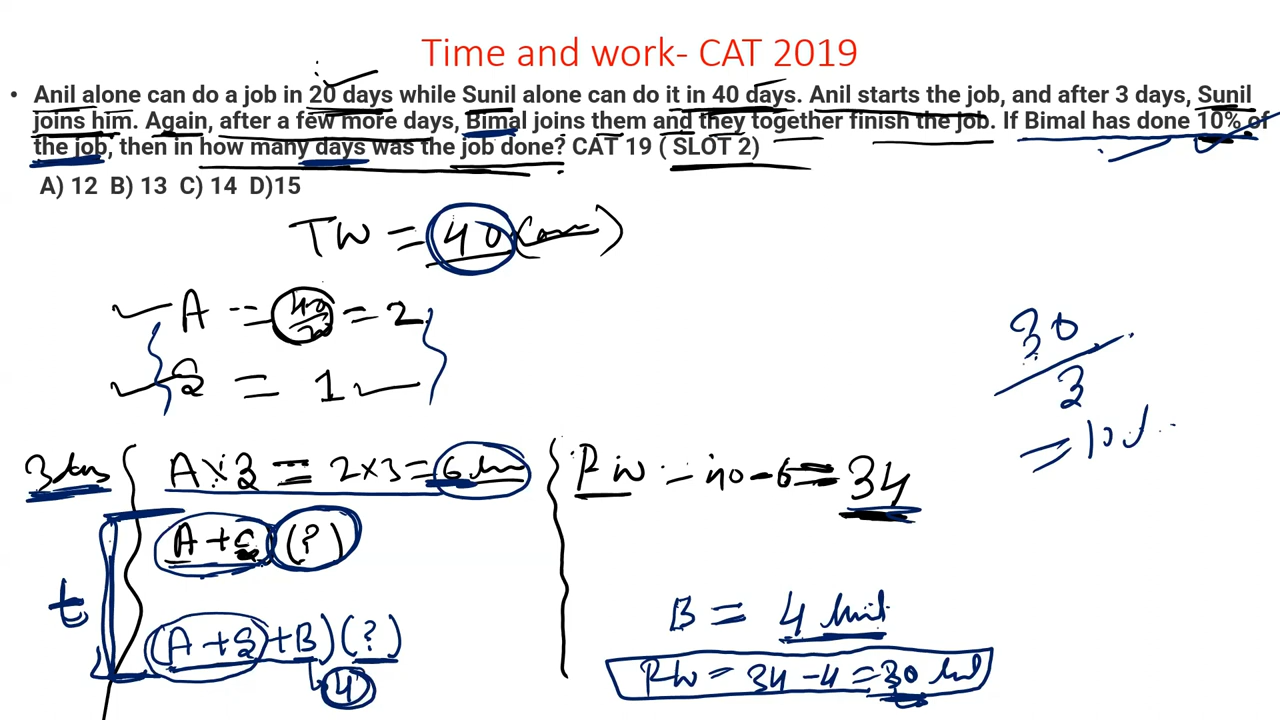 Time and work- CAT 2019
• Anil alone can do a job in 20 days while Sunil alone can do it in 40 days. Anil starts the job, and after 3 days, Sunil
joins him. Again, after a few more days, Bimal joins them and they together finish the job. If Bimal has done 10% of
the job, then in how many days was the job done? CAT 19 ( SLOT 2)
A) 12 B) 13 C) 14 D)15
TW = 40
A = 40/20 = 2
S = 1
30/3
= 10
3 A×3 = 2×3 = 6 RW = 40-6 = 34
A+S (?)
t
(A+S+B)(?)
4
B = 4 unit
RW = 34-4 = 30 unit